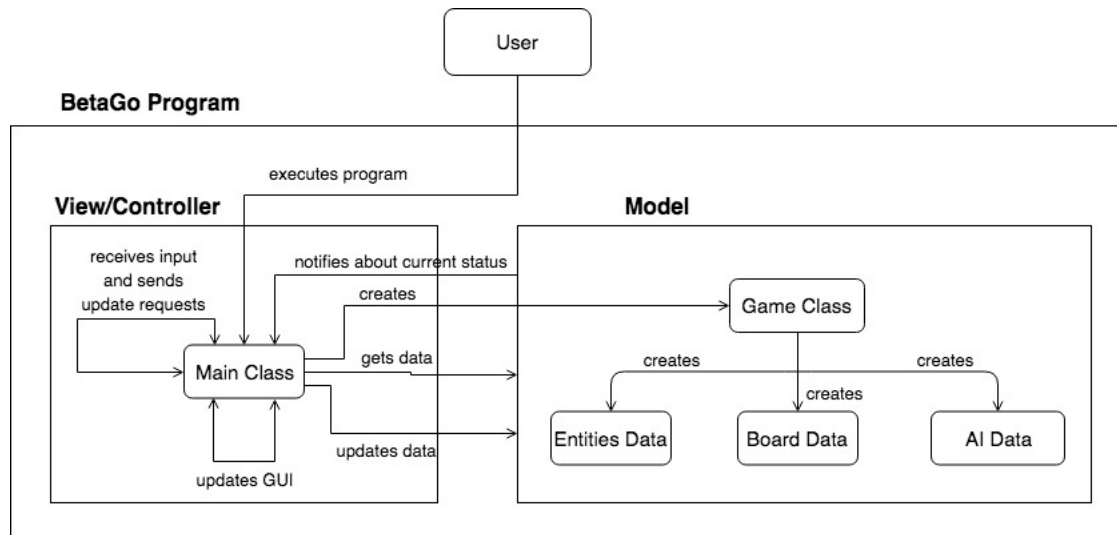 User
BetaGo Program
executes program
View/Controller
Model
receives input
and sends
update requests
notifies about current status
creates
Game Class
Main Class
gets data
creates
creates
creates
Entities Data
Board Data
AI Data
updates data
updates GUI